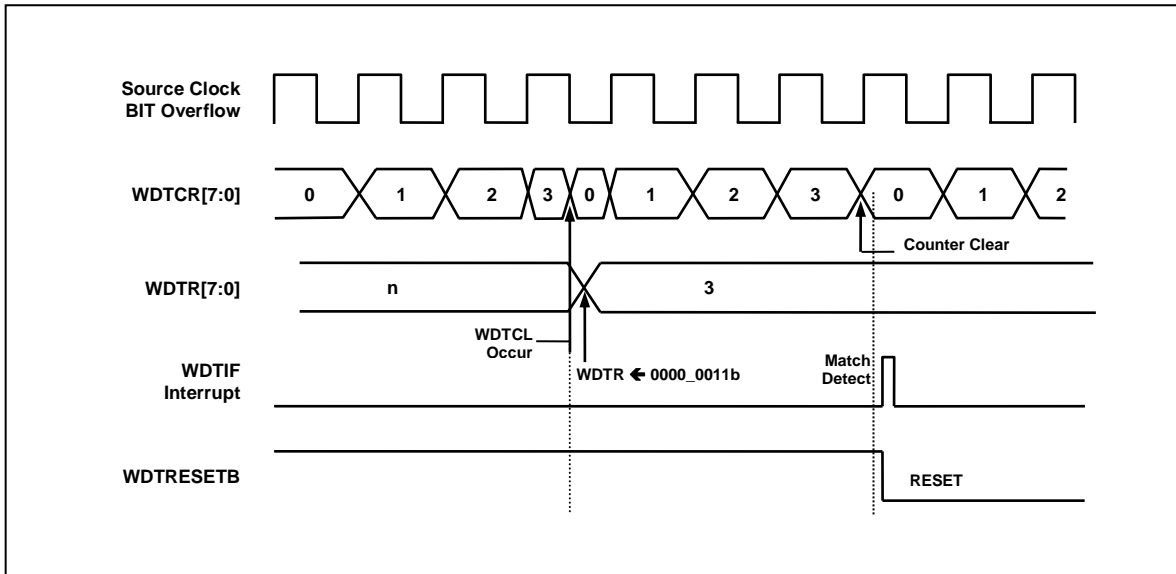 Source Clock
BIT Overflow
WDTCR[7:0]
0 1 2 3 0 1 2 3 0 1 2
Counter Clear
WDTR[7:0]
n 3
WDTCL
Occur
WDTR 🡸 0000_0011b
Match
Detect
WDTIF
Interrupt
WDTRESETB
RESET